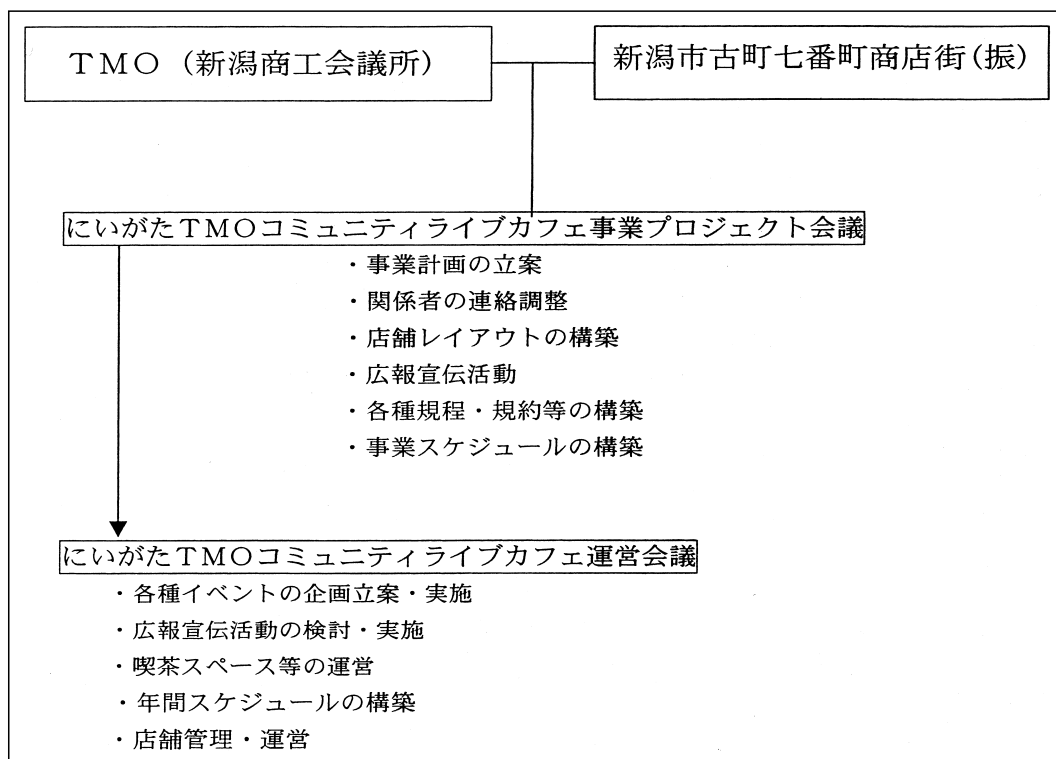 TMO（新潟商工会議所）
新潟市古町七番町商店街(振)
にいがたTMOコミュニティライブカフェ事業プロジェクト会議
・事業計画の立案
・関係者の連絡調整
・店舗レイアウトの構築
・広報宣伝活動
・各種規程・規約等の構築
・事業スケジュールの構築
にいがたTMOコミュニティライブカフェ運営会議
・各種イベントの企画立案・実施
・広報宣伝活動の検討・実施
・喫茶スペース等の運営
・年間スケジュールの構築
・店舗管理・運営